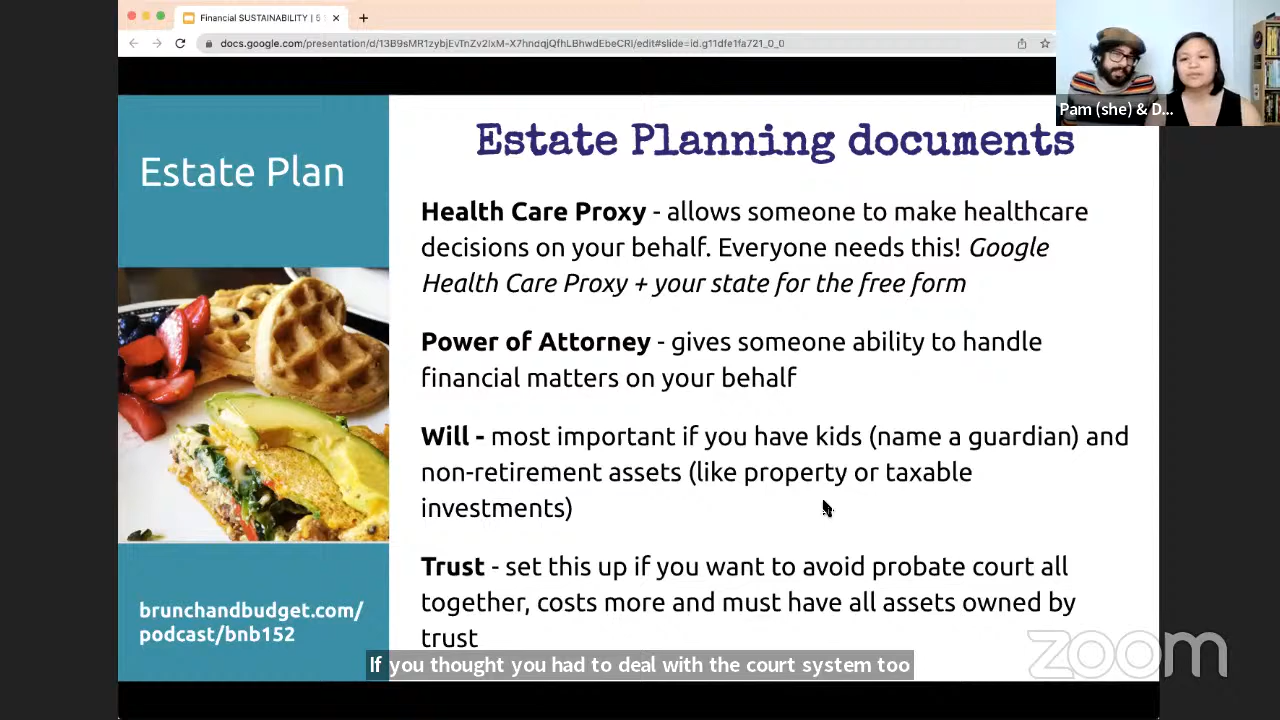 Financial SUSTAINABILITY | 5
docs.google.com/presentation/d/13B9sMR1zybjEvTnZv2lxM-X7hndqjQfhLBhwdEbeCRI/edit#slide=id.g11dfe1fa721_0_0
Pam (she) & D...
Estate Plan
brunchandbudget.com/
podcast/bnb152
Estate Planning documents
Health Care Proxy - allows someone to make healthcare
decisions on your behalf. Everyone needs this! Google
Health Care Proxy + your state for the free form
Power of Attorney - gives someone ability to handle
financial matters on your behalf
Will - most important if you have kids (name a guardian) and
non-retirement assets (like property or taxable
investments)
Trust - set this up if you want to avoid probate court all
together, costs more and must have all assets owned by
trust
If you thought you had to deal with the court system too
zoom